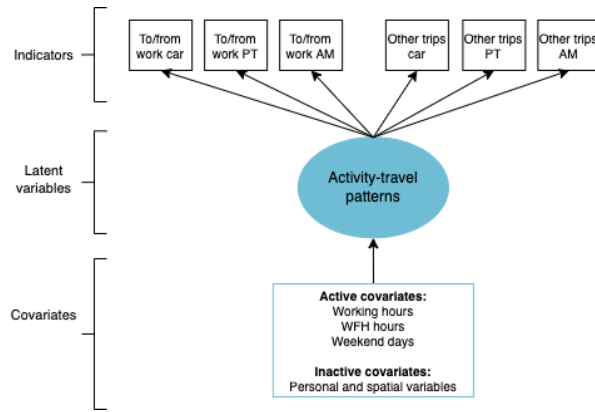 Indicators
To/from
work car
To/from
work PT
To/from
work AM
Other trips
car
Other trips
PT
Other trips
AM
Latent
variables
Activity-travel
patterns
Covariates
Active covariates:
Working hours
WFH hours
Weekend days
Inactive covariates:
Personal and spatial variables